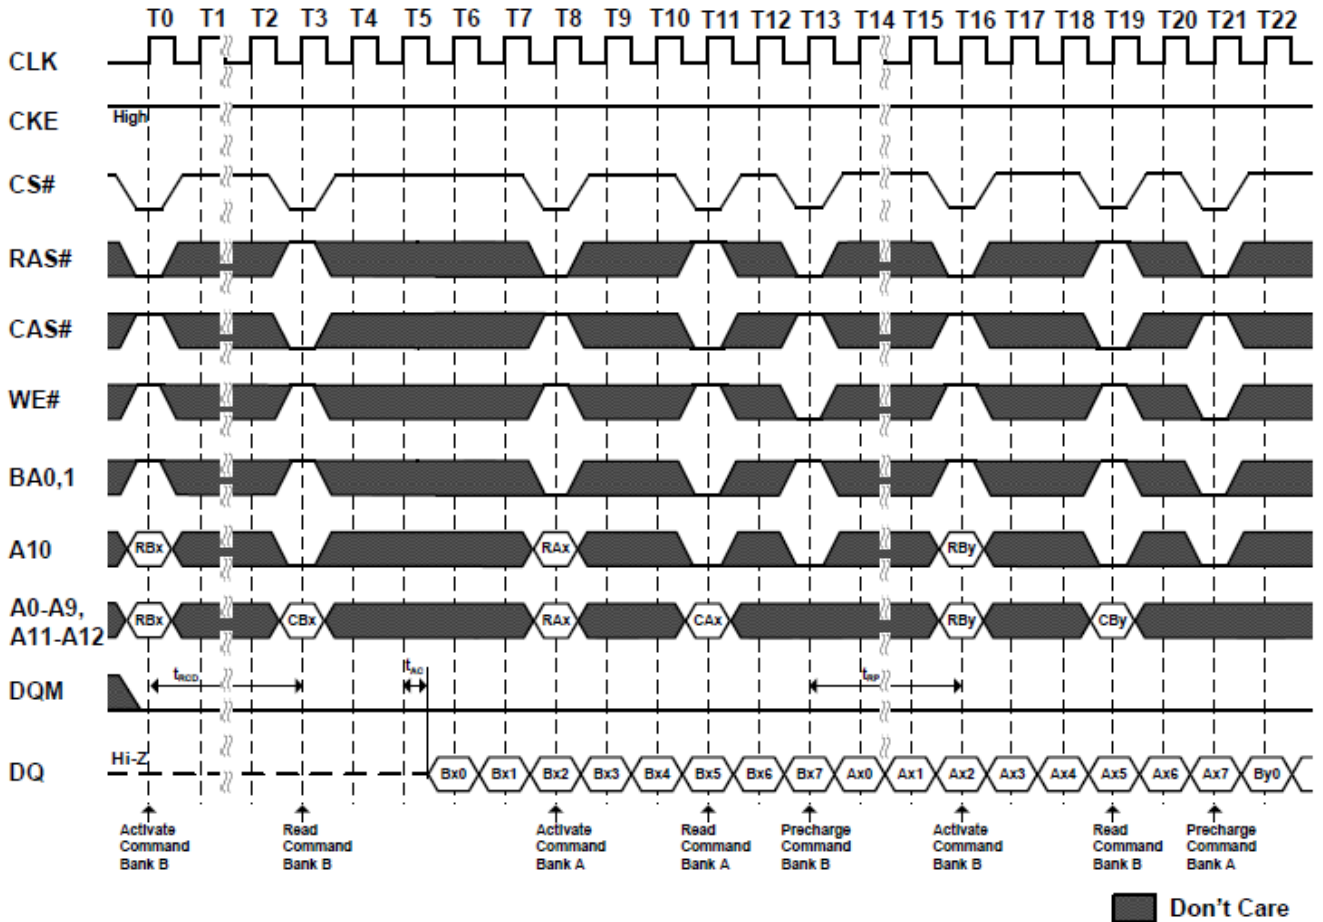 T0 T1 T2 T3 T4 T5 T6 T7 T8 T9 T10 T11 T12 T13 T14 T15 T16 T17 T18 T19 T20 T21 T22
CLK
CKE High
CS#
RAS#
CAS#
WE#
BA0,1
A10 RBx RAx RBy
A0-A9,
A11-A12 RBx CBx RAx CAx RBy CBy
DQM tRCD tAC tRP
DQ Hi-Z Bx0 Bx1 Bx2 Bx3 Bx4 Bx5 Bx6 Bx7 Ax0 Ax1 Ax2 Ax3 Ax4 Ax5 Ax6 Ax7 By0
Activate
Command
Bank B
Read
Command
Bank B
Activate
Command
Bank A
Read
Command
Bank A
Precharge
Command
Bank B
Activate
Command
Bank B
Read
Command
Bank B
Precharge
Command
Bank A
Don't Care